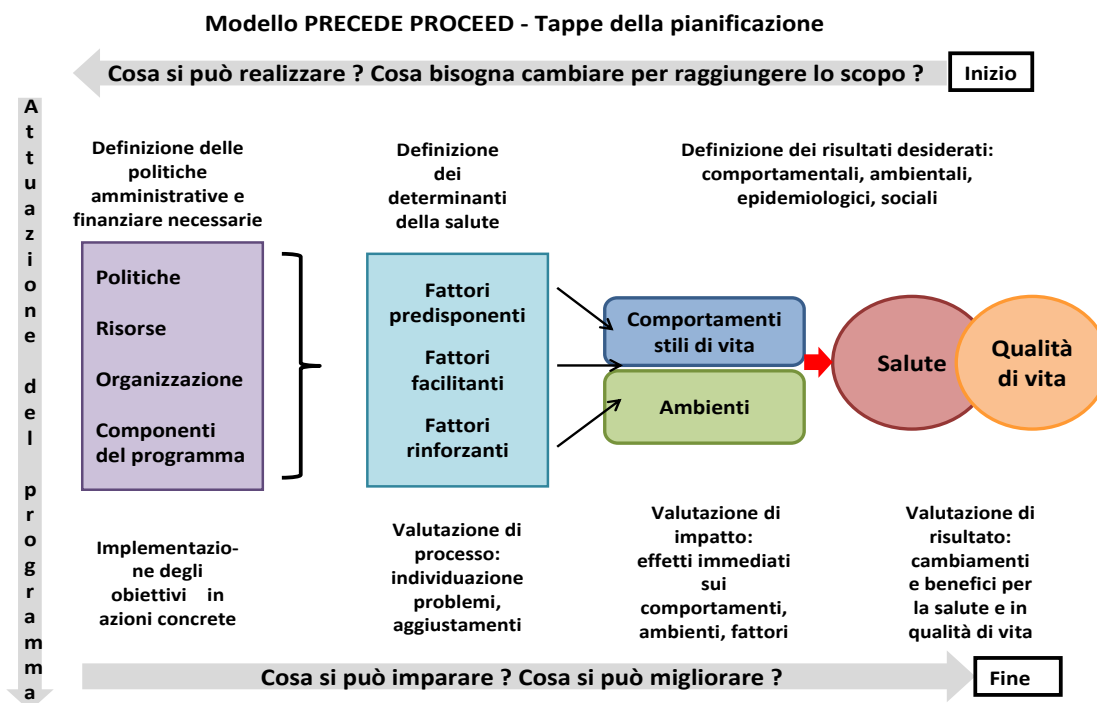 Modello PRECEDE PROCEED - Tappe della pianificazione
Cosa si può realizzare ? Cosa bisogna cambiare per raggiungere lo scopo ?
Inizio
Attuazione del programma
Definizione delle
politiche
amministrative e
finanziare necessarie
Definizione
dei
determinanti
della salute
Definizione dei risultati desiderati:
comportamentali, ambientali,
epidemiologici, sociali
Politiche
Risorse
Organizzazione
Componenti
del programma
Fattori
predisponenti
Fattori
facilitanti
Fattori
rinforzanti
Comportamenti
stili di vita
Ambienti
Salute
Qualità
di vita
Implementazio-
ne degli
obiettivi in
azioni concrete
Valutazione di
processo:
individuazione
problemi,
aggiustamenti
Valutazione di
impatto:
effetti immediati
sui
comportamenti,
ambienti, fattori
Valutazione di
risultato:
cambiamenti
e benefici per
la salute e in
qualità di vita
Cosa si può imparare ? Cosa si può migliorare ?
Fine